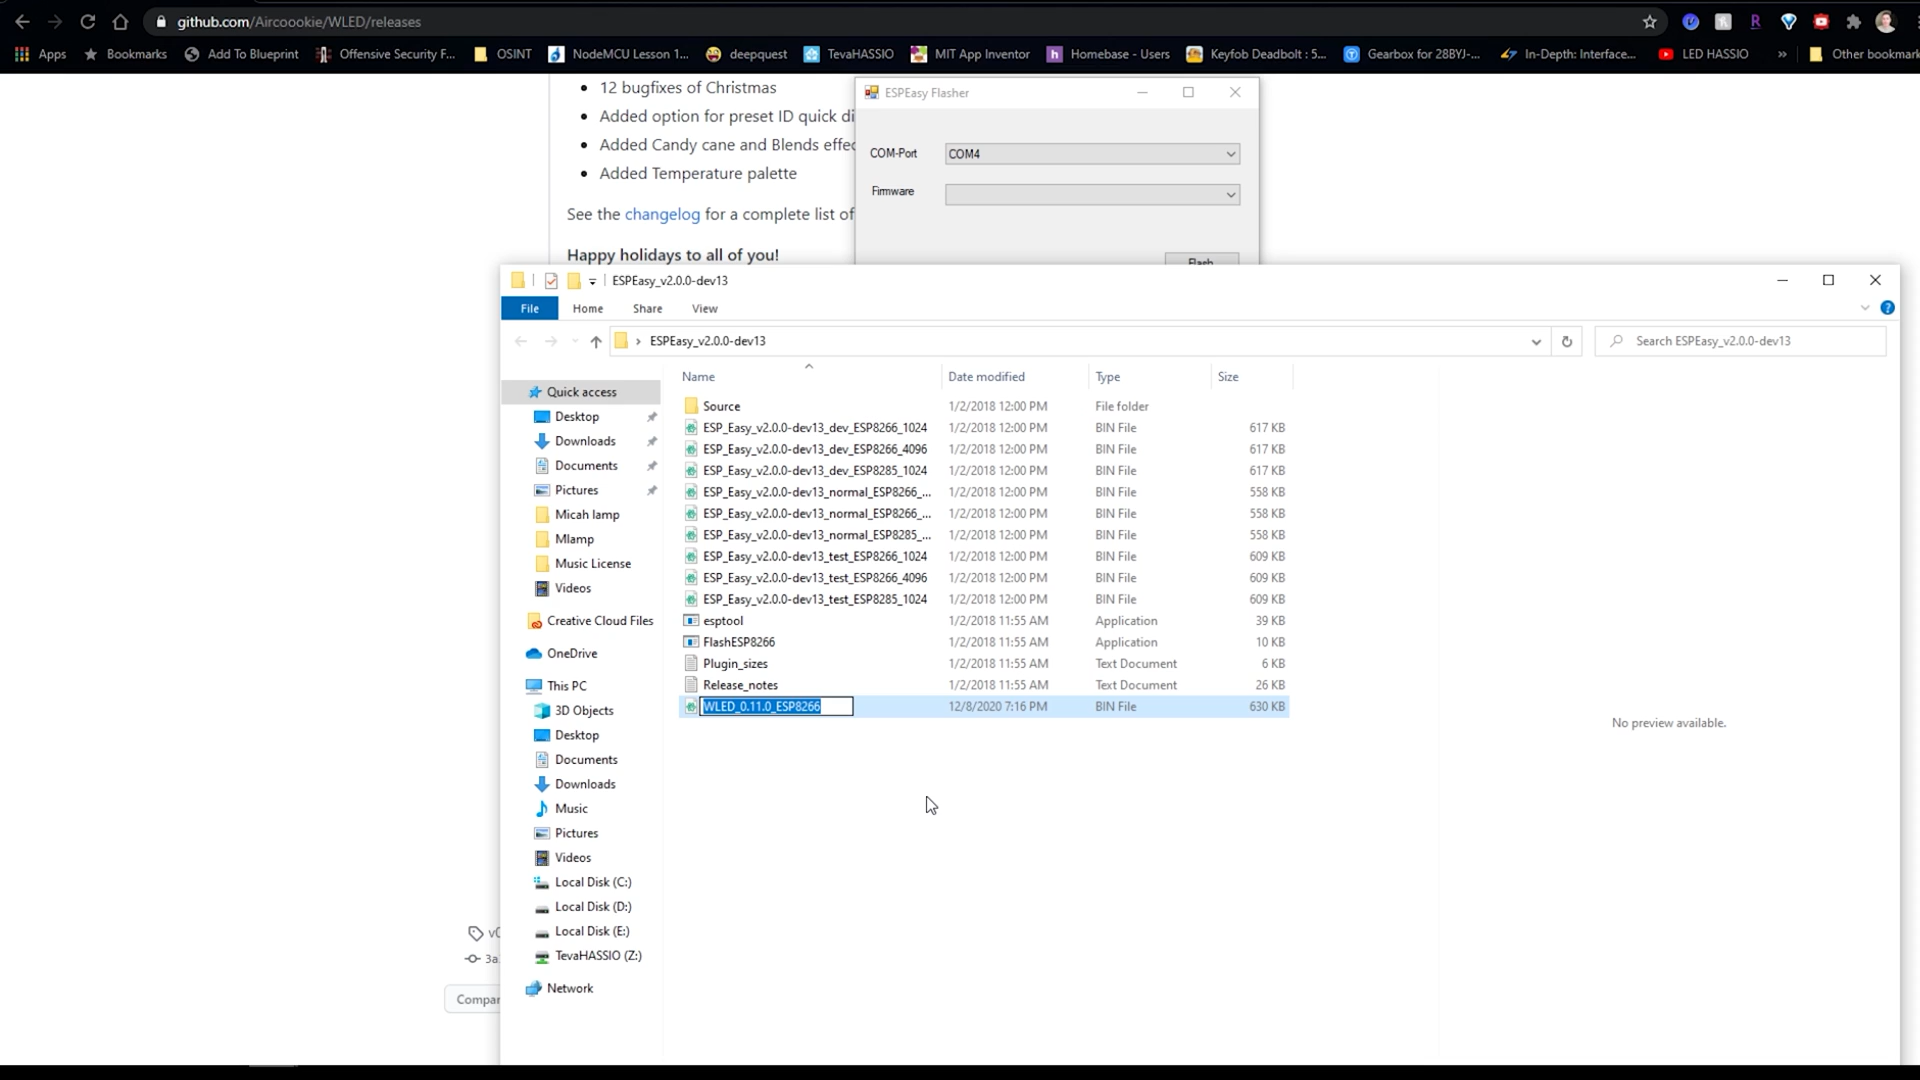 github.com/Aircoookie/WLED/releases
Apps
Bookmarks
Add To Blueprint
Offensive Security F...
OSINT
NodeMCU Lesson 1...
deepquest
TevaHASSIO
MIT App Inventor
Homebase - Users
Keyfob Deadbolt : 5...
Gearbox for 28BYJ-...
In-Depth: Interface...
LED HASSIO
»
Other bookmark
12 bugfixes of Christmas
Added option for preset ID quick di
Added Candy cane and Blends effe
Added Temperature palette
See the changelog for a complete list of
Happy holidays to all of you!
ESPEasy Flasher
COM-Port
COM4
Firmware
Flash
ESPEasy_v2.0.0-dev13
File
Home
Share
View
ESPEasy_v2.0.0-dev13
Search ESPEasy_v2.0.0-dev13
Name
Date modified
Type
Size
Quick access
Desktop
Downloads
Documents
Pictures
Micah lamp
Mlamp
Music License
Videos
Creative Cloud Files
OneDrive
This PC
3D Objects
Desktop
Documents
Downloads
Music
Pictures
Videos
Local Disk (C:)
Local Disk (D:)
Local Disk (E:)
TevaHASSIO (Z:)
Network
Source 1/2/2018 12:00 PM File folder
ESP_Easy_v2.0.0-dev13_dev_ESP8266_1024 1/2/2018 12:00 PM BIN File 617 KB
ESP_Easy_v2.0.0-dev13_dev_ESP8266_4096 1/2/2018 12:00 PM BIN File 617 KB
ESP_Easy_v2.0.0-dev13_dev_ESP8285_1024 1/2/2018 12:00 PM BIN File 617 KB
ESP_Easy_v2.0.0-dev13_normal_ESP8266_... 1/2/2018 12:00 PM BIN File 558 KB
ESP_Easy_v2.0.0-dev13_normal_ESP8266_... 1/2/2018 12:00 PM BIN File 558 KB
ESP_Easy_v2.0.0-dev13_normal_ESP8285_... 1/2/2018 12:00 PM BIN File 558 KB
ESP_Easy_v2.0.0-dev13_test_ESP8266_1024 1/2/2018 12:00 PM BIN File 609 KB
ESP_Easy_v2.0.0-dev13_test_ESP8266_4096 1/2/2018 12:00 PM BIN File 609 KB
ESP_Easy_v2.0.0-dev13_test_ESP8285_1024 1/2/2018 12:00 PM BIN File 609 KB
esptool 1/2/2018 11:55 AM Application 39 KB
FlashESP8266 1/2/2018 11:55 AM Application 10 KB
Plugin_sizes 1/2/2018 11:55 AM Text Document 6 KB
Release_notes 1/2/2018 11:55 AM Text Document 26 KB
WLED_0.11.0_ESP8266 12/8/2020 7:16 PM BIN File 630 KB
No preview available.
v0
3a
Compar